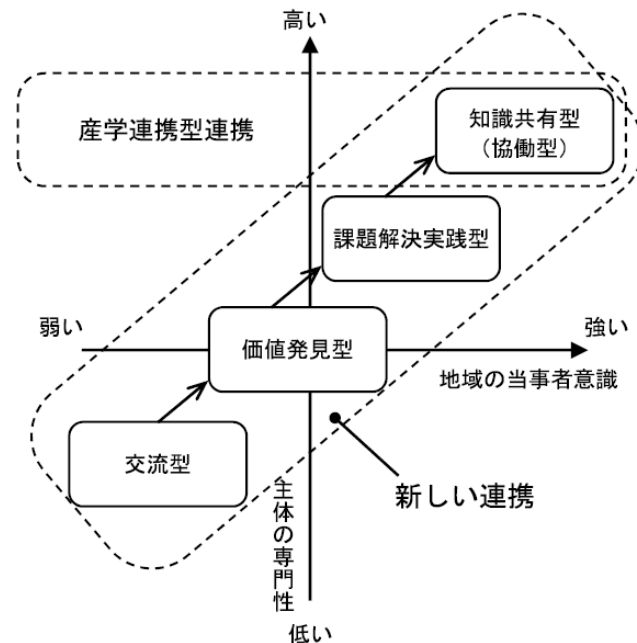 高い
産学連携型連携
知識共有型
（協働型）
課題解決実践型
弱い
強い
価値発見型
地域の当事者意識
交流型
新しい連携
主体の専門性
低い